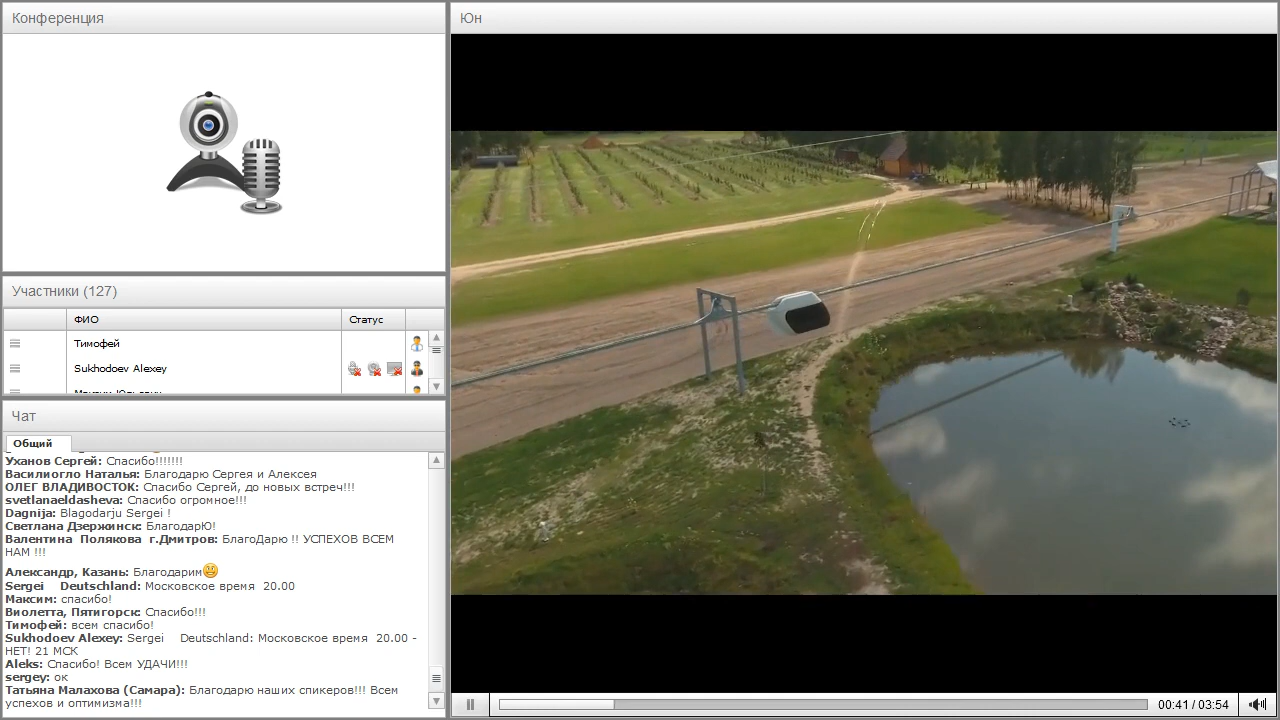 Конференция
Юн
Участники (127)
ФИО
Статус
Тимофей
Sukhodoev Alexey
Чат
Общий
Уханов Сергей: Спасибо!!!!!!!
Василиогло Наталья: Благодарю Сергея и Алексея
ОЛЕГ ВЛАДИВОСТОК: Спасибо Сергей, до новых встреч!!!
svetlanaeldasheva: Спасибо огромное!!!
Dagnija: Blagodarju Sergei !
Светлана Дзержинск: БлагодарЮ!
Валентина Полякова г.Дмитров: БлагоДарю !! УСПЕХОВ ВСЕМ
НАМ !!!
Александр, Казань: Благодарим
Sergei Deutschland: Московское время 20.00
Максим: спасибо!
Виолетта, Пятигорск: Спасибо!!!
Тимофей: всем спасибо!
Sukhodoev Alexey: Sergei Deutschland: Московское время 20.00 -
НЕТ! 21 МСК
Aleks: Спасибо! Всем УДАЧИ!!!
sergey: ок
Татьяна Малахова (Самара): Благодарю наших спикеров!!! Всем
успехов и оптимизма!!!
00:41 / 03:54